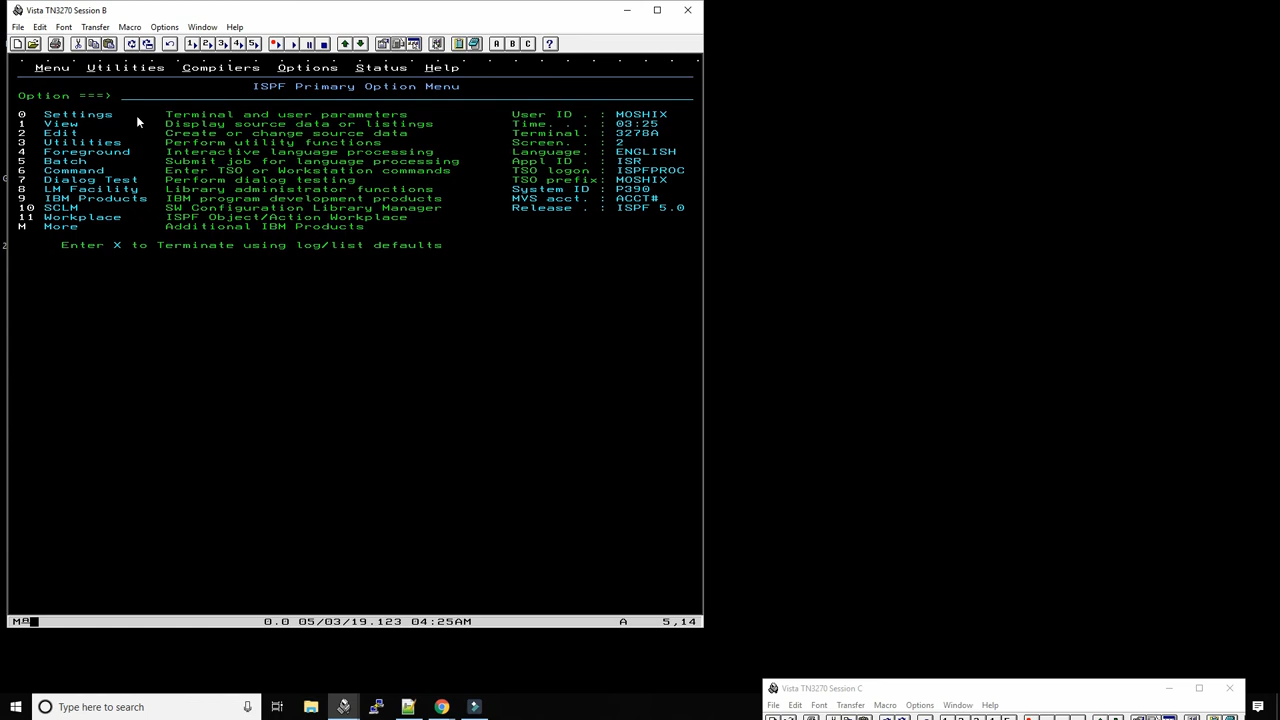 Vista TN3270 Session B
File Edit Font Transfer Macro Options Window Help
1 2 3 4 5 A B C ?
Menu Utilities Compilers Options Status Help
ISPF Primary Option Menu
Option ===>
0 Settings Terminal and user parameters User ID . : MOSHIX
1 View Display source data or listings Time. . . : 03:25
2 Edit Create or change source data Terminal. : 3278A
3 Utilities Perform utility functions Screen. . : 2
4 Foreground Interactive language processing Language. : ENGLISH
5 Batch Submit job for language processing Appl ID . : ISR
6 Command Enter TSO or Workstation commands TSO logon : ISPFPROC
7 Dialog Test Perform dialog testing TSO prefix: MOSHIX
8 LM Facility Library administrator functions System ID : P390
9 IBM Products IBM program development products MVS acct. : ACCT#
10 SCLM SW Configuration Library Manager Release . : ISPF 5.0
11 Workplace ISPF Object/Action Workplace
M More Additional IBM Products
Enter X to Terminate using log/list defaults
0.0 05/03/19.123 04:25AM A 5,14
Vista TN3270 Session C
File Edit Font Transfer Macro Options Window Help
Type here to search